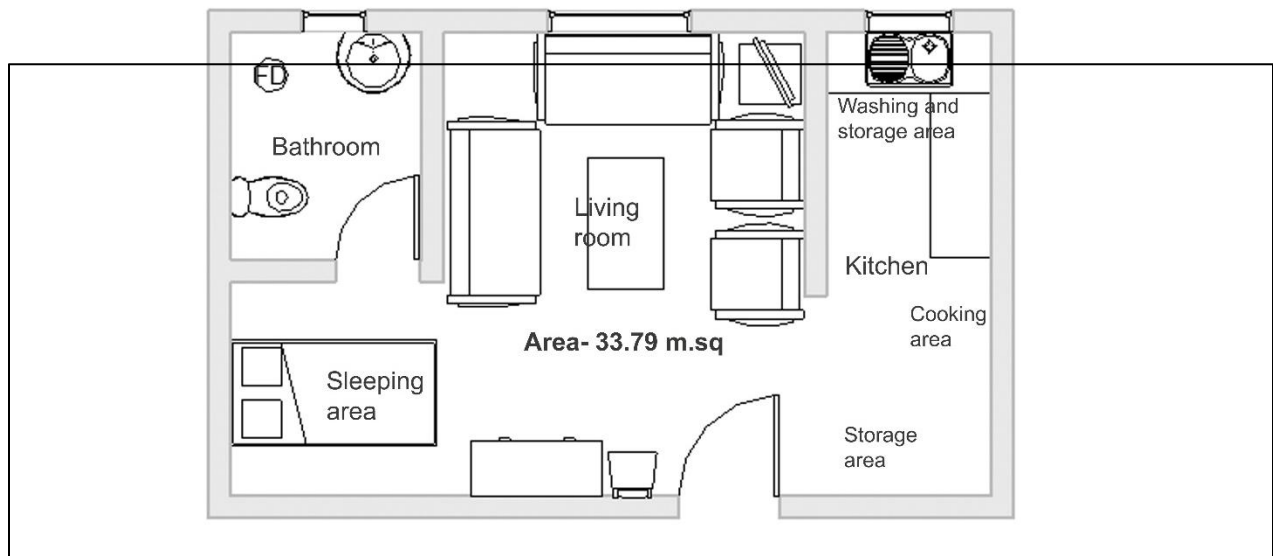 FD
Bathroom
Living
room
Washing and
storage area
Kitchen
Cooking
area
Area- 33.79 m.sq
Sleeping
area
Storage
area